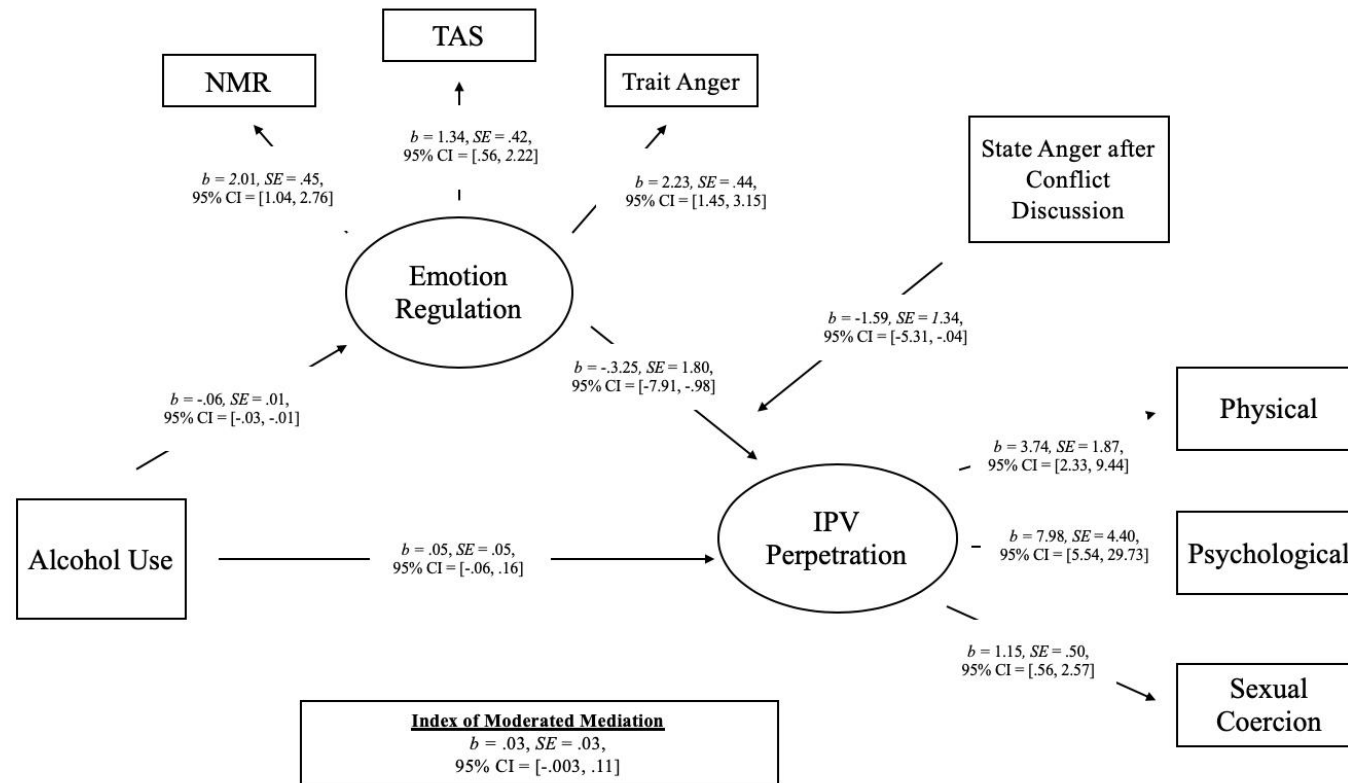 TAS
NMR
Trait Anger
b = 1.34, SE = .42,
95% CI = [.56, 2.22]
b = 2.01, SE = .45,
95% CI = [1.04, 2.76]
b = 2.23, SE = .44,
95% CI = [1.45, 3.15]
State Anger after
Conflict
Discussion
Emotion
Regulation
b = -1.59, SE = 1.34,
95% CI = [-5.31, -.04]
b = -.3.25, SE = 1.80,
95% CI = [-7.91, -.98]
b = -.06, SE = .01,
95% CI = [-.03, -.01]
Physical
b = 3.74, SE = 1.87,
95% CI = [2.33, 9.44]
Alcohol Use
b = .05, SE = .05,
95% CI = [-.06, .16]
IPV
Perpetration
b = 7.98, SE = 4.40,
95% CI = [5.54, 29.73]
Psychological
b = 1.15, SE = .50,
95% CI = [.56, 2.57]
Sexual
Coercion
Index of Moderated Mediation
b = .03, SE = .03,
95% CI = [-.003, .11]